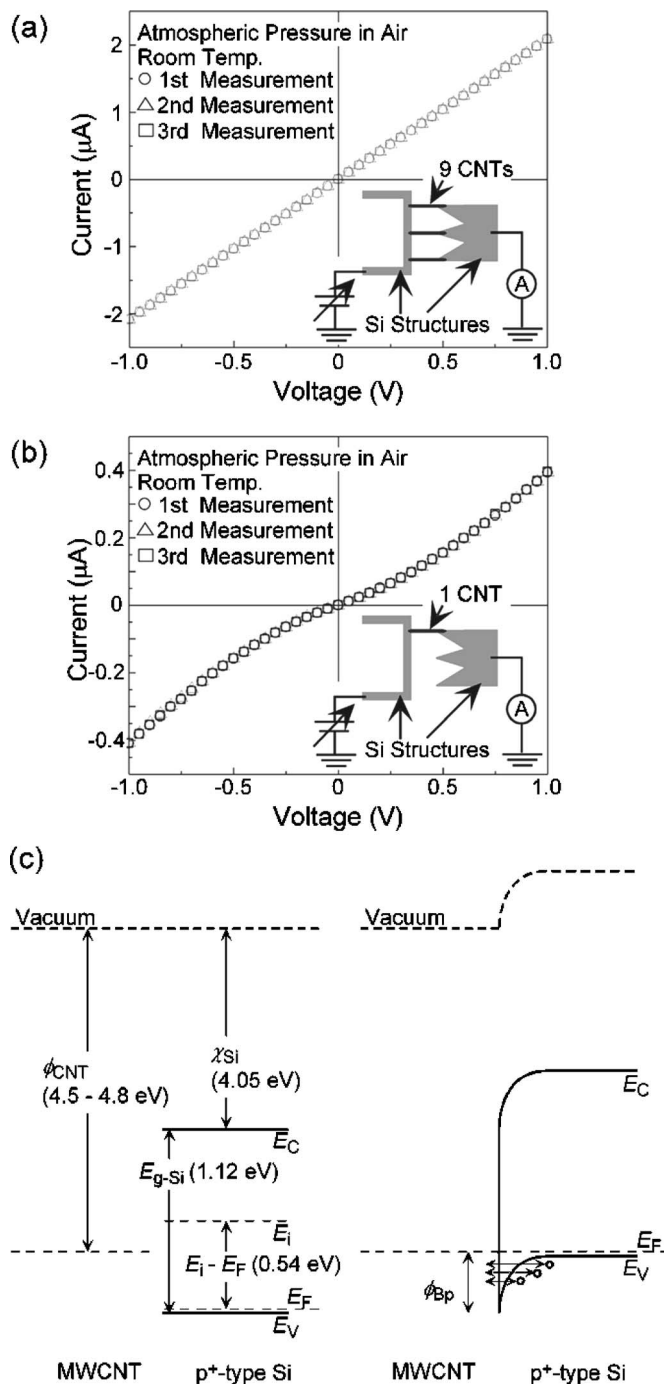 (a)
Atmospheric Pressure in Air
Room Temp.
○ 1st Measurement
△ 2nd Measurement
□ 3rd Measurement
9 CNTs
A
Si Structures
Current (μA)
2
1
0
-1
-2
-1.0 -0.5 0 0.5 1.0
Voltage (V)
(b)
Atmospheric Pressure in Air
Room Temp.
○ 1st Measurement
△ 2nd Measurement
□ 3rd Measurement
1 CNT
A
Si Structures
Current (μA)
0.4
0.2
0
-0.2
-0.4
-1.0 -0.5 0 0.5 1.0
Voltage (V)
(c)
Vacuum
ϕCNT
(4.5 - 4.8 eV)
χSi
(4.05 eV)
EC
Eg-Si (1.12 eV)
Ei
Ei - EF (0.54 eV)
EF
EV
MWCNT p+-type Si
Vacuum
EC
EF
EV
ϕBp
MWCNT p+-type Si